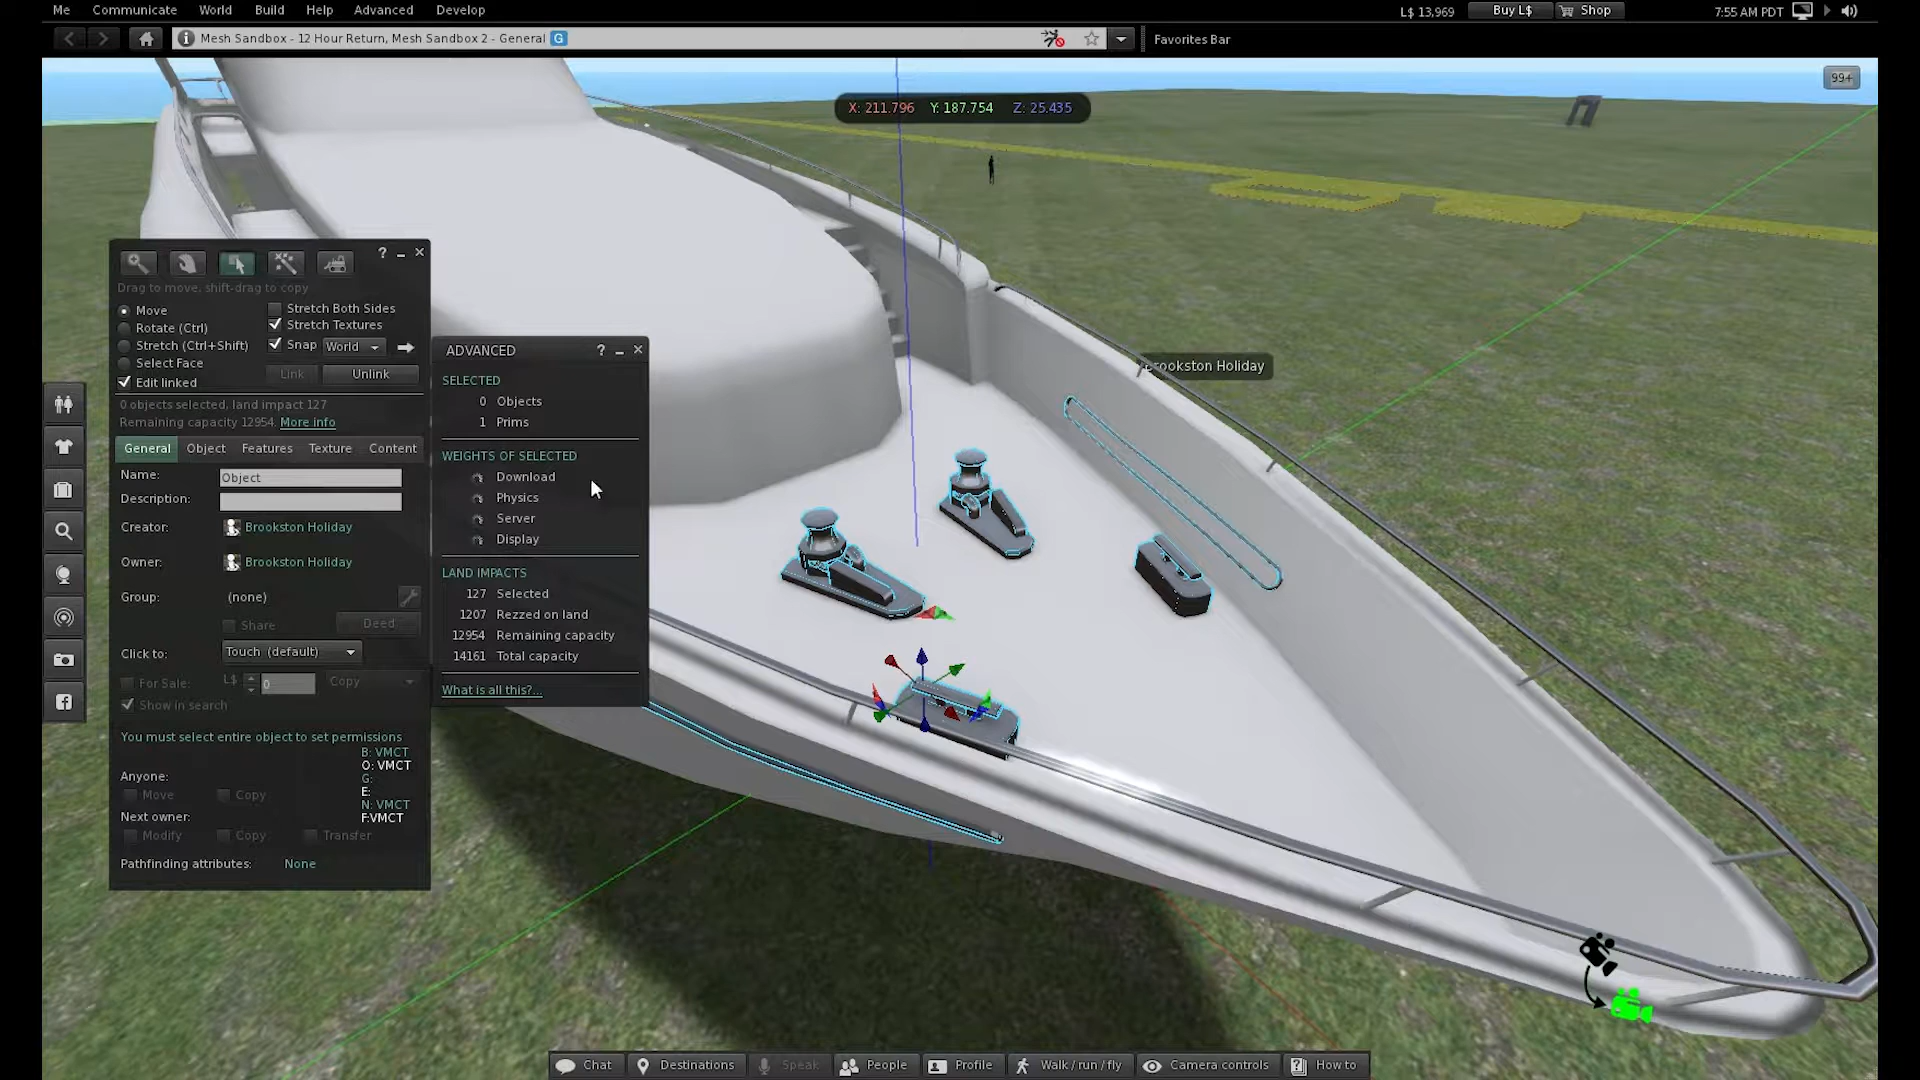 Me Communicate World Build Help Advanced Develop
L$ 13,969 Buy L$ Shop 7:55 AM PDT
Mesh Sandbox - 12 Hour Return, Mesh Sandbox 2 - General G
Favorites Bar
99+
X: 211.796 Y: 187.754 Z: 25.435
Brookston Holiday
?
Drag to move, shift-drag to copy
Move
Rotate (Ctrl)
Stretch (Ctrl+Shift)
Select Face
Edit linked
Stretch Both Sides
Stretch Textures
Snap World
Link Unlink
0 objects selected, land impact 127
Remaining capacity 12954. More info
General Object Features Texture Content
Name: Object
Description:
Creator: Brookston Holiday
Owner: Brookston Holiday
Group: (none)
Share Deed
Click to: Touch (default)
For Sale: L$ 0 Copy
Show in search
You must select entire object to set permissions
B: VMCT
O: VMCT
G:
E:
N: VMCT
F:VMCT
Anyone:
Move Copy
Next owner:
Modify Copy Transfer
Pathfinding attributes: None
ADVANCED ?
SELECTED
0 Objects
1 Prims
WEIGHTS OF SELECTED
Download
Physics
Server
Display
LAND IMPACTS
127 Selected
1207 Rezzed on land
12954 Remaining capacity
14161 Total capacity
What is all this?...
Chat Destinations Speak People Profile Walk / run / fly Camera controls How to